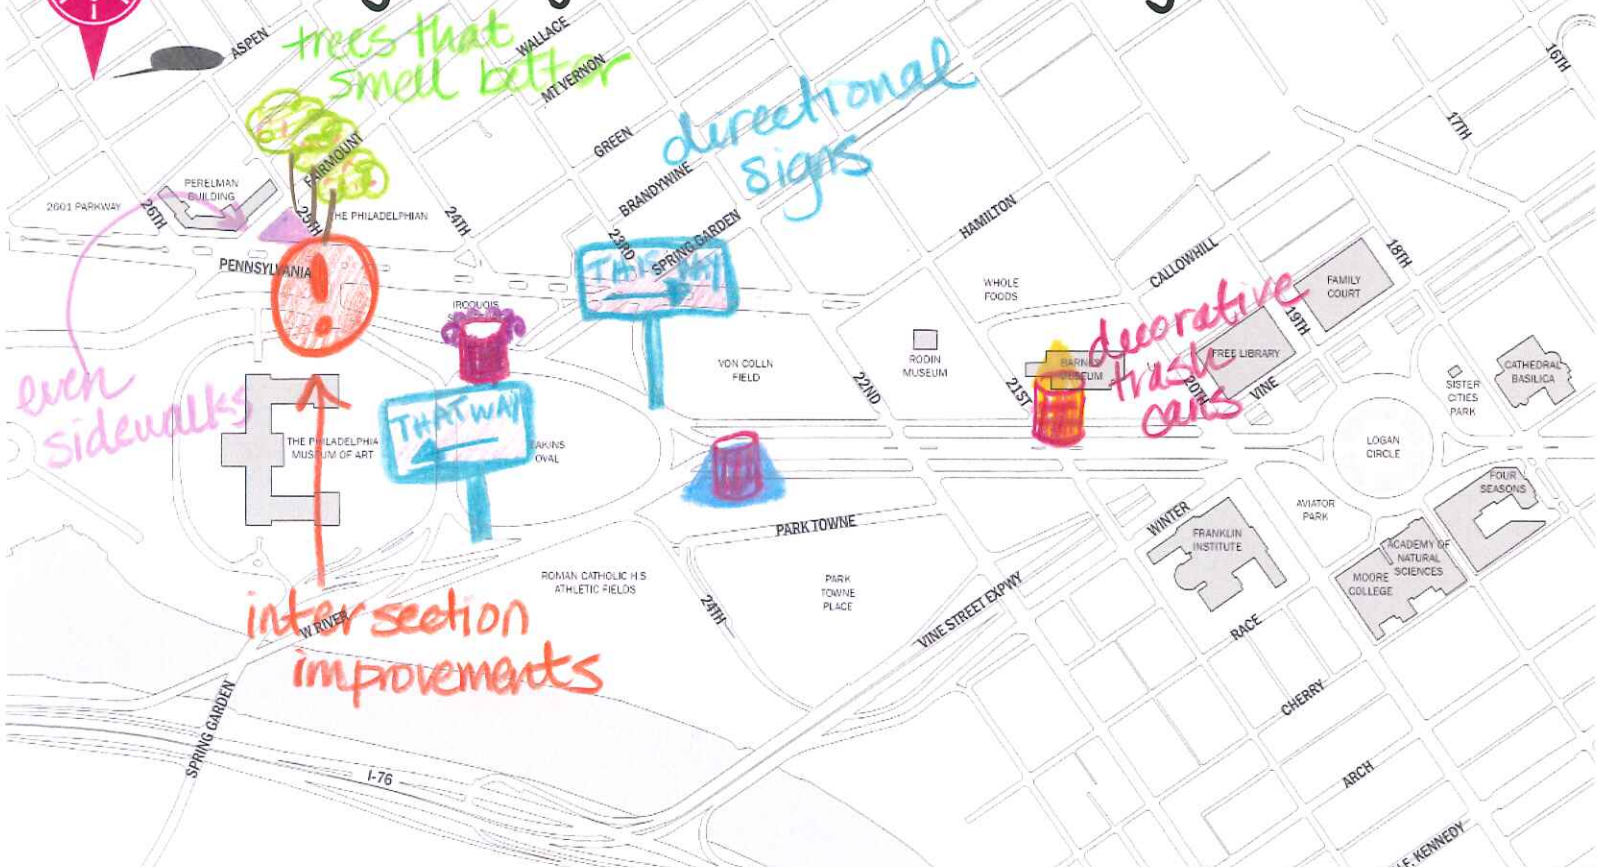 ASPEN
trees that
smell better
WALLACE
MT VERNON
directional
signs
16TH
17TH
GREEN
FAIRMOUNT
BRANDYWINE
PERELMAN
BUILDING
2601 PARKWAY
26TH
25TH
THE PHILADELPHIAN
24TH
23RD
SPRING GARDEN
HAMILTON
CALLOWHILL
18TH
PENNSYLVANIA
THIS WAY
WHOLE
FOODS
FAMILY
COURT
IROQUOIS
decorative
trash
cans
19TH
VON COLLN
FIELD
RODIN
MUSEUM
BARNES
MUSEUM
FREE LIBRARY
CATHEDRAL
BASILICA
22ND
21ST
20TH
VINE
SISTER
CITIES
PARK
even
sidewalks
THAT WAY
THE PHILADELPHIA
MUSEUM OF ART
EAKINS
OVAL
LOGAN
CIRCLE
FOUR
SEASONS
AVIATOR
PARK
PARK TOWNE
WINTER
FRANKLIN
INSTITUTE
ACADEMY OF
NATURAL
SCIENCES
MOORE
COLLEGE
ROMAN CATHOLIC H.S
ATHLETIC FIELDS
PARK
TOWNE
PLACE
24TH
VINE STREET EXPWY
intersection
improvements
W RIVER
RACE
SPRING GARDEN
CHERRY
I-76
ARCH
KENNEDY